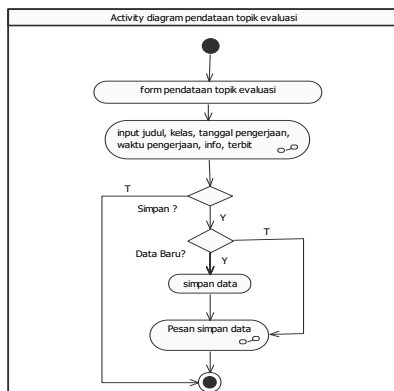 Activity diagram pendataan topik evaluasi
form pendataan topik evaluasi
input judul, kelas, tanggal pengerjaan,
waktu pengerjaan, info, terbit
T
Simpan ?
Y
T
Data Baru?
Y
simpan data
Pesan simpan data